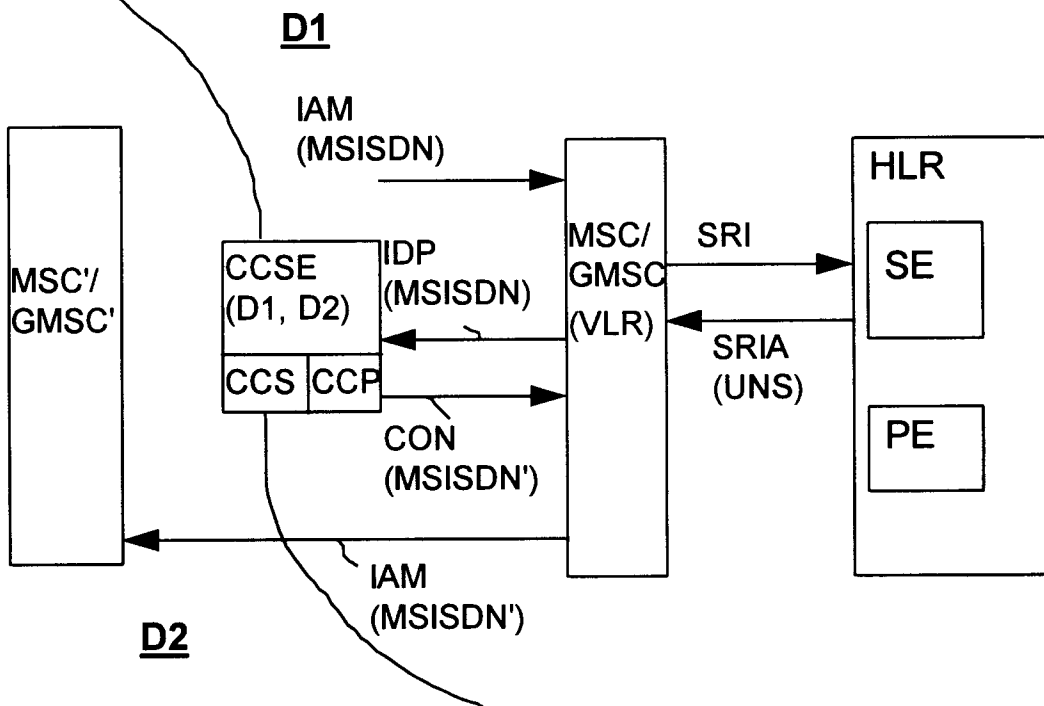 D1
IAM
(MSISDN)
HLR
MSC/
GMSC
(VLR)
SRI
SE
MSC'/
GMSC'
CCSE
(D1, D2)
IDP
(MSISDN)
SRIA
(UNS)
CCS
CCP
PE
CON
(MSISDN')
IAM
(MSISDN')
D2